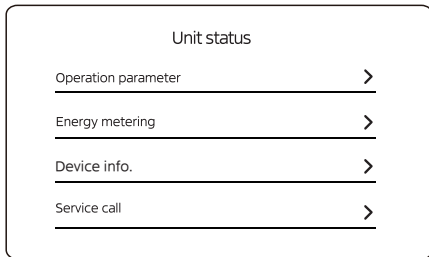 Unit status
Operation parameter
Energy metering
Device info.
Service call